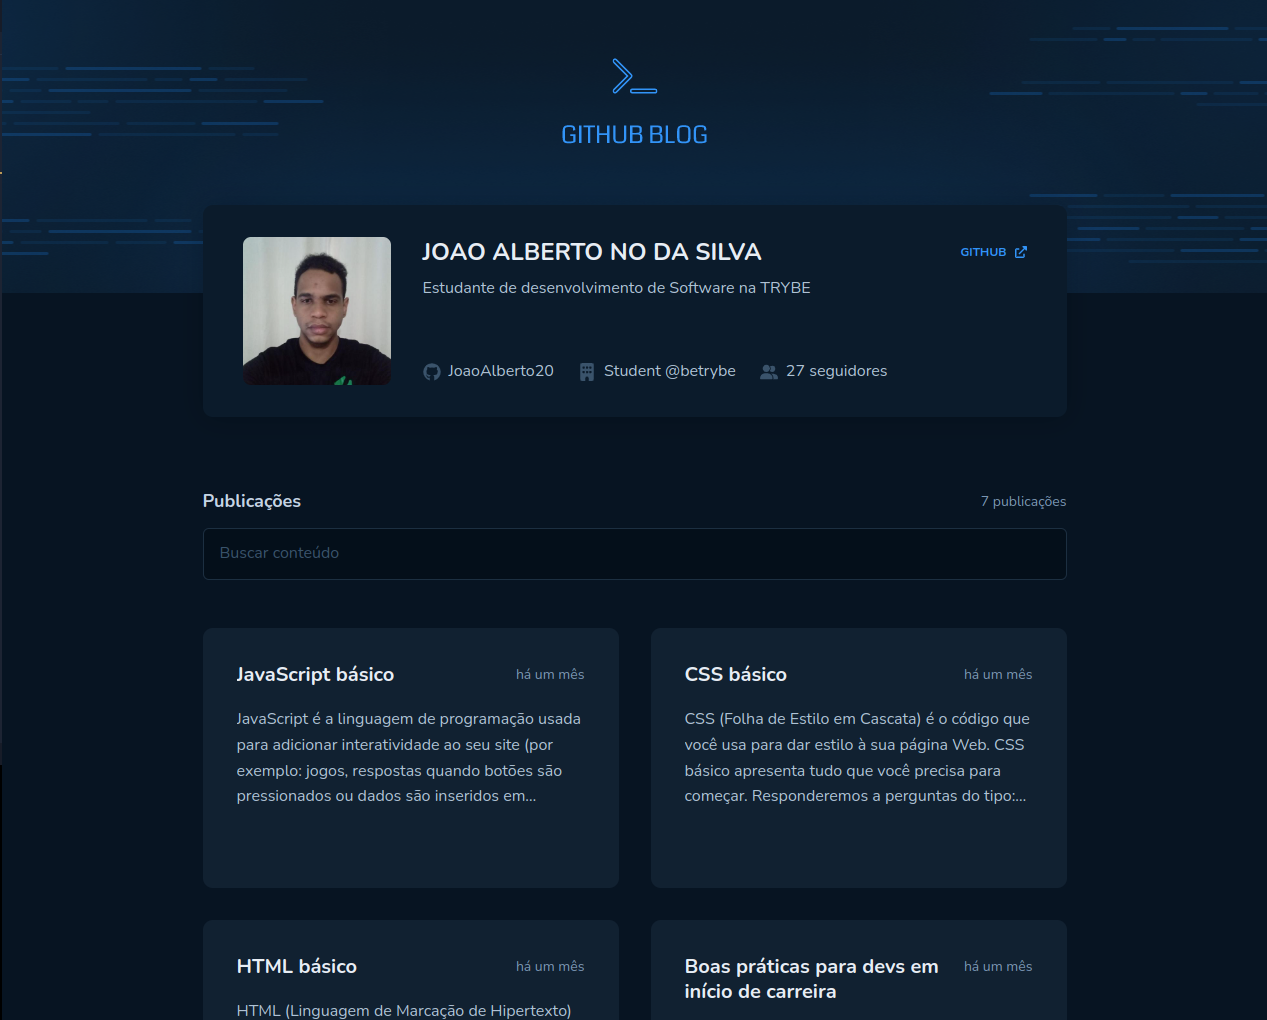 GITHUB BLOG
JOAO ALBERTO NO DA SILVA
GITHUB
Estudante de desenvolvimento de Software na TRYBE
JoaoAlberto20
Student @betrybe
27 seguidores
Publicações
7 publicações
Buscar conteúdo
JavaScript básico
há um mês
JavaScript é a linguagem de programação usada
para adicionar interatividade ao seu site (por
exemplo: jogos, respostas quando botões são
pressionados ou dados são inseridos em...
CSS básico
há um mês
CSS (Folha de Estilo em Cascata) é o código que
você usa para dar estilo à sua página Web. CSS
básico apresenta tudo que você precisa para
começar. Responderemos a perguntas do tipo:...
HTML básico
há um mês
HTML (Linguagem de Marcação de Hipertexto)
Boas práticas para devs em
início de carreira
há um mês